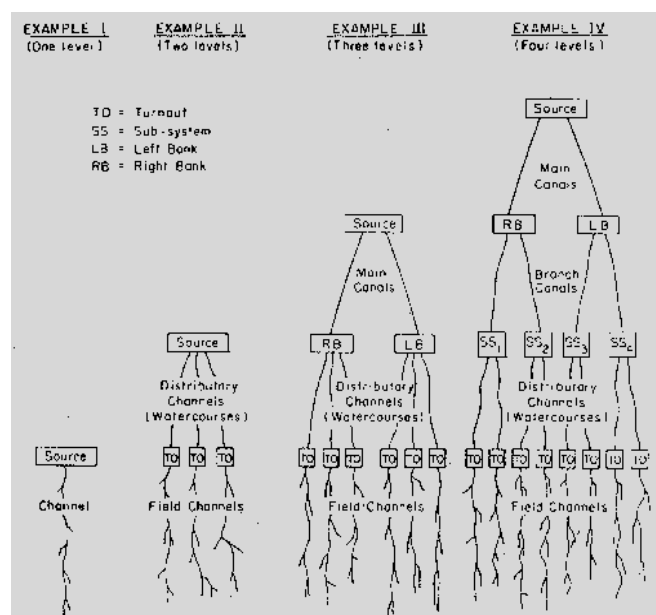 EXAMPLE I
(One level)
EXAMPLE II
(Two levels)
EXAMPLE III
(Three levels)
EXAMPLE IV
(Four levels)
TO = Turnout
SS = Sub-system
LB = Left Bank
RB = Right Bank
Source
Channel
Source
Distributary
Channels
(Watercourses)
TO TO TO
Field Channels
Source
Main
Canals
RB LB
Distributary
Channels
(Watercourses)
TO TO TO TO TO TO
Field Channels
Source
Main
Canals
RB LB
Branch
Canals
SS1 SS2 SS3 SS4
Distributary
Channels
(Watercourses)
TO TO TO TO TO TO TO TO
Field Channels